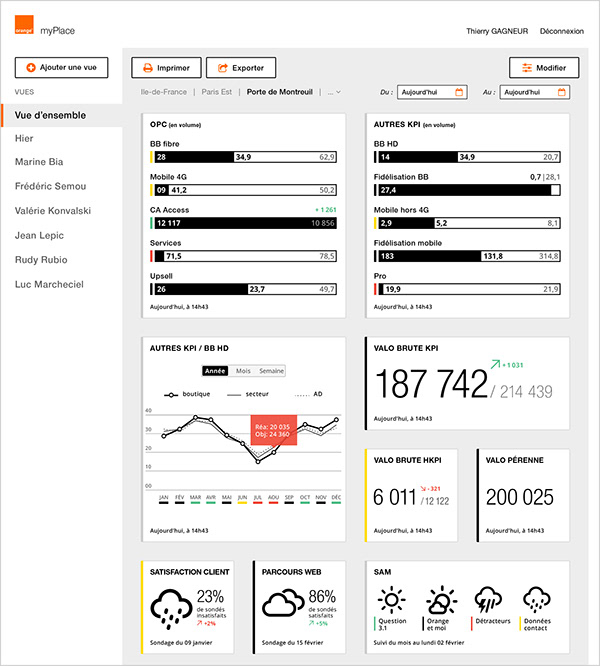 orange
myPlace
Thierry GAGNEUR Déconnexion
Ajouter une vue
Imprimer
Exporter
Modifier
VUES
Vue d'ensemble
Hier
Marine Bia
Frédéric Semou
Valérie Konvalski
Jean Lepic
Rudy Rubio
Luc Marcheciel
Ile-de-France | Paris Est | Porte de Montreuil | ...
Du : Aujourd'hui Au : Aujourd'hui
OPC (en volume)
BB fibre
28 34,9 62,9
Mobile 4G
09 41,2 50,2
CA Access + 1 261
12 117 10 856
Services
71,5 78,5
Upsell
26 23,7 49,7
Aujourd'hui, à 14h43
AUTRES KPI (en volume)
BB HD
14 34,9 20,7
Fidélisation BB 0,7 | 28,1
27,4
Mobile hors 4G
2,9 5,2 8,1
Fidélisation mobile
183 131,8 314,8
Pro
19,9 21,9
Aujourd'hui, à 14h43
AUTRES KPI / BB HD
Année Mois Semaine
boutique secteur AD
40
30
20
10
00
Réa: 20 035
Obj: 24 360
JAN FÉV MAR AVR MAI JUN JUL AOU SEP OCT NOV DÉC
Aujourd'hui, à 14h43
VALO BRUTE KPI
+1 031
187 742 / 214 439
Aujourd'hui, à 14h43
VALO BRUTE HKPI
- 321
6 011 / 12 122
Aujourd'hui, à 14h43
VALO PÉRENNE
200 025
Aujourd'hui, à 14h43
SATISFACTION CLIENT
23%
de sondés
insatisfaits
+2%
Sondage du 09 janvier
PARCOURS WEB
86%
de sondés
satisfaits
+5%
Sondage du 15 février
SAM
Question
3.1
Orange
et moi
Détracteurs
Données
contact
Suivi du mois au lundi 02 février